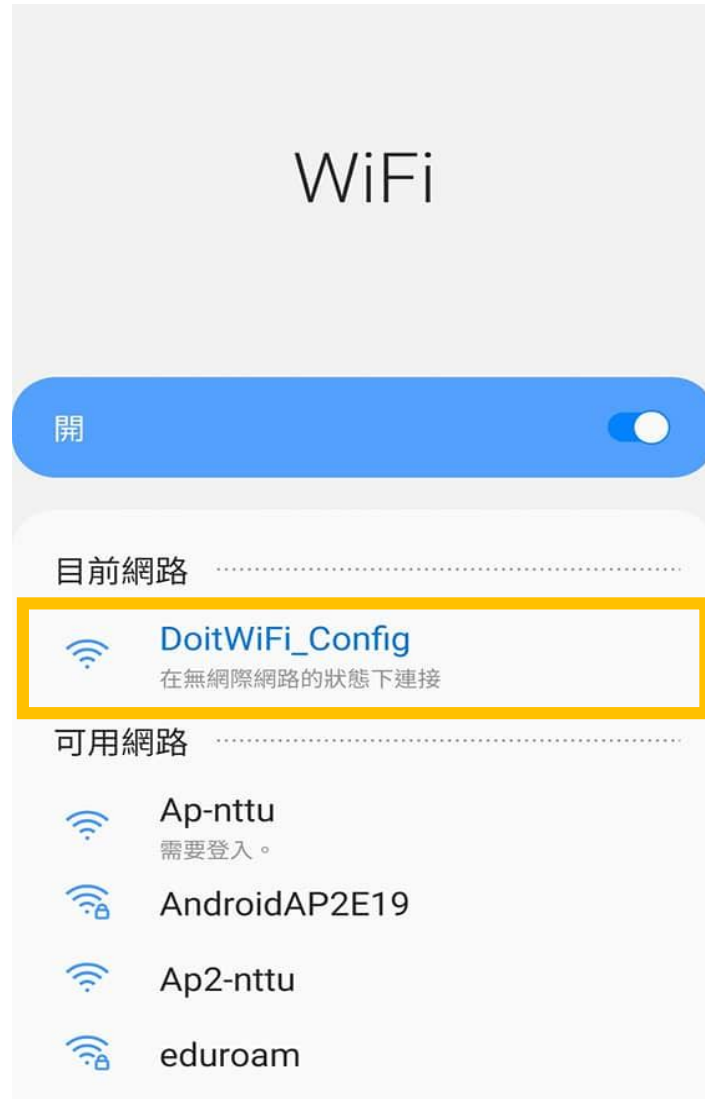 WiFi
開
目前網路
DoitWiFi_Config
在無網際網路的狀態下連接
可用網路
Ap-nttu
需要登入。
AndroidAP2E19
Ap2-nttu
eduroam